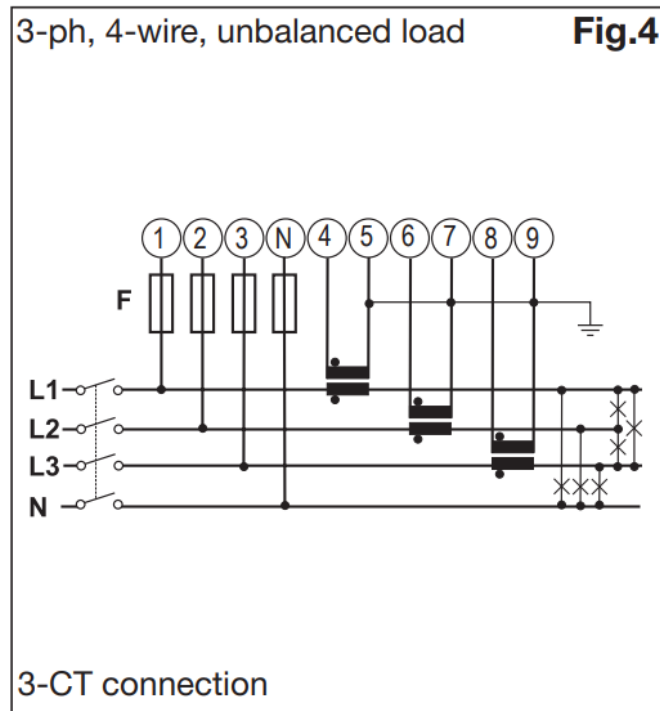 3-ph, 4-wire, unbalanced load Fig.4
1 2 3 N 4 5 6 7 8 9
F
L1
L2
L3
N
3-CT connection